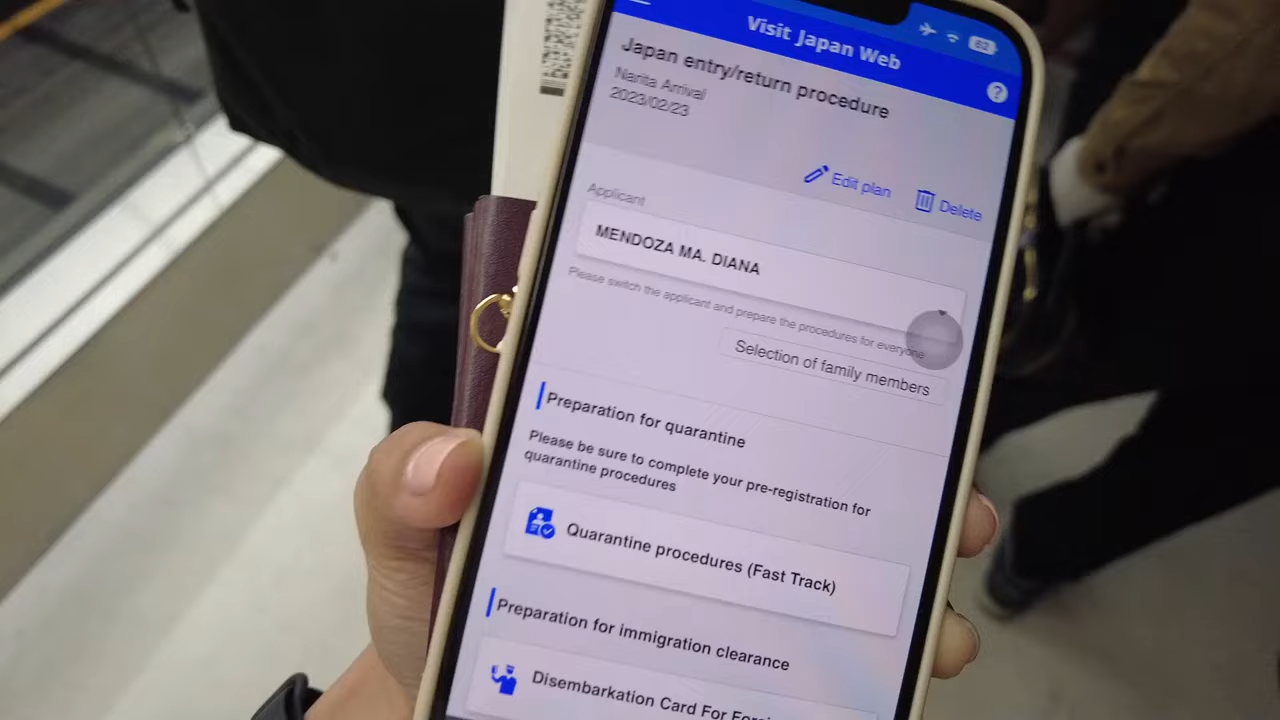 62
Visit Japan Web
?
Japan entry/return procedure
Narita Arrival
2023/02/23
Edit plan
Delete
Applicant
MENDOZA MA. DIANA
Please switch the applicant and prepare the procedures for everyone
Selection of family members
Preparation for quarantine
Please be sure to complete your pre-registration for
quarantine procedures
Quarantine procedures (Fast Track)
Preparation for immigration clearance
Disembarkation Card For